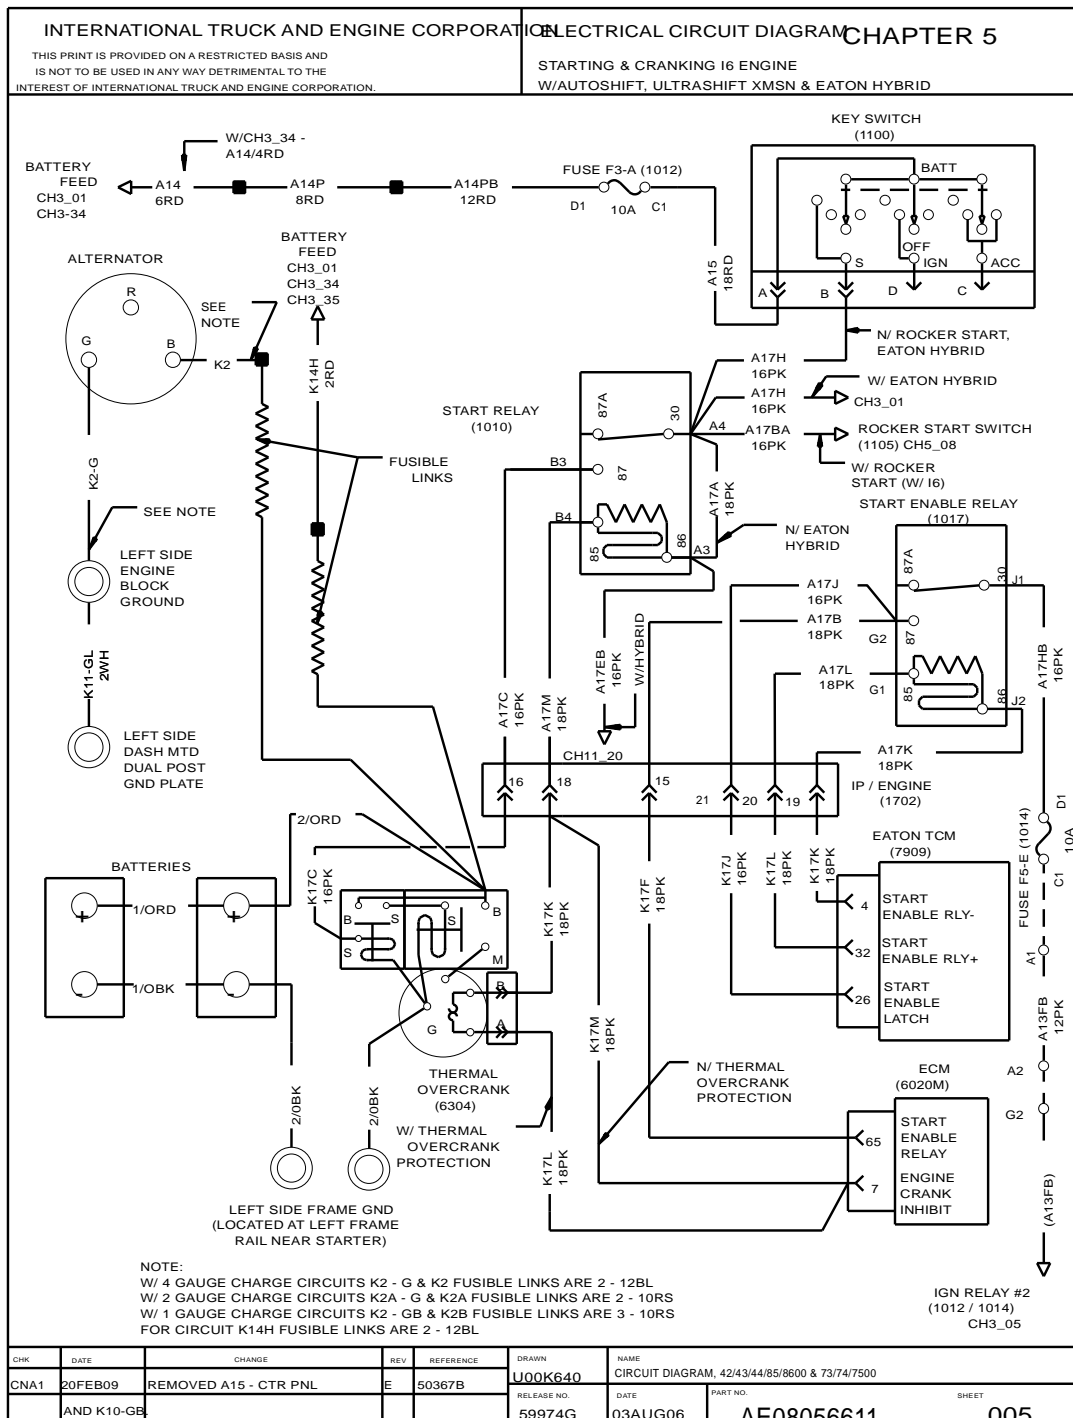 INTERNATIONAL TRUCK AND ENGINE CORPORATION
THIS PRINT IS PROVIDED ON A RESTRICTED BASIS AND
IS NOT TO BE USED IN ANY WAY DETRIMENTAL TO THE
INTEREST OF INTERNATIONAL TRUCK AND ENGINE CORPORATION.
ELECTRICAL CIRCUIT DIAGRAM
CHAPTER 5
STARTING & CRANKING I6 ENGINE
W/AUTOSHIFT, ULTRASHIFT XMSN & EATON HYBRID
BATTERY
FEED
CH3_01
CH3-34
W/CH3_34 -
A14/4RD
A14
6RD
A14P
8RD
A14PB
12RD
FUSE F3-A (1012)
D1
10A
C1
A15
18RD
KEY SWITCH
(1100)
BATT
OFF
S
IGN
ACC
A
B
D
C
N/ ROCKER START,
EATON HYBRID
ALTERNATOR
R
G
B
SEE
NOTE
K2
BATTERY
FEED
CH3_01
CH3_34
CH3_35
K14H
2RD
FUSIBLE
LINKS
K2-G
SEE NOTE
LEFT SIDE
ENGINE
BLOCK
GROUND
K11-GL
2WH
LEFT SIDE
DASH MTD
DUAL POST
GND PLATE
START RELAY
(1010)
87A
30
87
85
86
B3
B4
A4
A3
A17H
16PK
A17H
16PK
W/ EATON HYBRID
CH3_01
A17BA
16PK
ROCKER START SWITCH
(1105) CH5_08
W/ ROCKER
START (W/ I6)
A17A
18PK
N/ EATON
HYBRID
START ENABLE RELAY
(1017)
87A
30
87
85
86
J1
J2
G2
G1
A17J
16PK
A17B
18PK
A17L
18PK
A17K
18PK
A17HB
16PK
A17C
16PK
A17M
18PK
A17EB
16PK
W/HYBRID
CH11_20
16
18
15
21
20
19
IP / ENGINE
(1702)
2/ORD
BATTERIES
1/ORD
1/OBK
+
+
-
-
K17C
16PK
B
S
S
S
B
M
G
B
A
K17K
18PK
K17M
18PK
K17F
18PK
K17J
16PK
K17L
18PK
K17K
18PK
EATON TCM
(7909)
4
START
ENABLE RLY-
32
START
ENABLE RLY+
26
START
ENABLE
LATCH
D1
10A
FUSE F5-E (1014)
C1
A1
A13FB
12PK
A2
G2
(A13FB)
IGN RELAY #2
(1012 / 1014)
CH3_05
THERMAL
OVERCRANK
(6304)
W/ THERMAL
OVERCRANK
PROTECTION
N/ THERMAL
OVERCRANK
PROTECTION
K17L
18PK
ECM
(6020M)
65
START
ENABLE
RELAY
7
ENGINE
CRANK
INHIBIT
2/0BK
2/0BK
LEFT SIDE FRAME GND
(LOCATED AT LEFT FRAME
RAIL NEAR STARTER)
NOTE:
W/ 4 GAUGE CHARGE CIRCUITS K2 - G & K2 FUSIBLE LINKS ARE 2 - 12BL
W/ 2 GAUGE CHARGE CIRCUITS K2A - G & K2A FUSIBLE LINKS ARE 2 - 10RS
W/ 1 GAUGE CHARGE CIRCUITS K2 - GB & K2B FUSIBLE LINKS ARE 3 - 10RS
FOR CIRCUIT K14H FUSIBLE LINKS ARE 2 - 12BL
CHK
DATE
CHANGE
REV
REFERENCE
DRAWN
NAME
CNA1
20FEB09
REMOVED A15 - CTR PNL
E
50367B
U00K640
CIRCUIT DIAGRAM, 42/43/44/85/8600 & 73/74/7500
AND K10-GB.
RELEASE NO.
DATE
PART NO.
SHEET
59974G
03AUG06
AE08056611
005